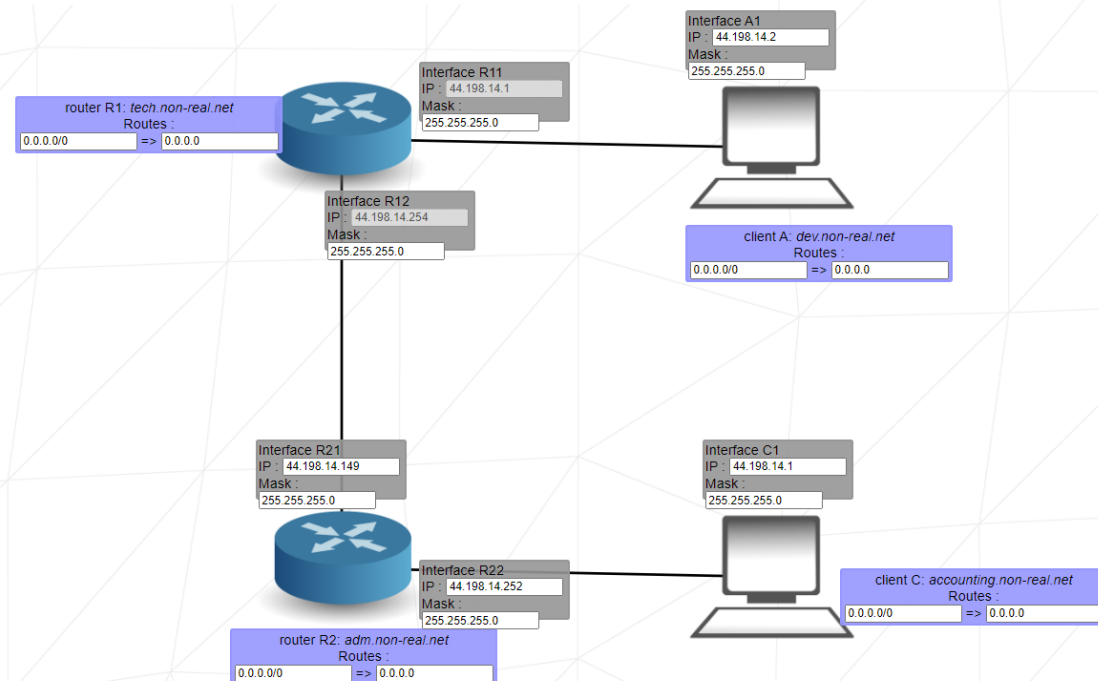 Interface A1
IP : 44.198.14.2
Mask :
255.255.255.0
Interface R11
IP : 44.198.14.1
Mask :
255.255.255.0
router R1: tech.non-real.net
Routes :
0.0.0.0/0 => 0.0.0.0
Interface R12
IP : 44.198.14.254
Mask :
255.255.255.0
client A: dev.non-real.net
Routes :
0.0.0.0/0 => 0.0.0.0
Interface R21
IP : 44.198.14.149
Mask :
255.255.255.0
Interface C1
IP : 44.198.14.1
Mask :
255.255.255.0
Interface R22
IP : 44.198.14.252
Mask :
255.255.255.0
client C: accounting.non-real.net
Routes :
0.0.0.0/0 => 0.0.0.0
router R2: adm.non-real.net
Routes :
0.0.0.0/0 => 0.0.0.0